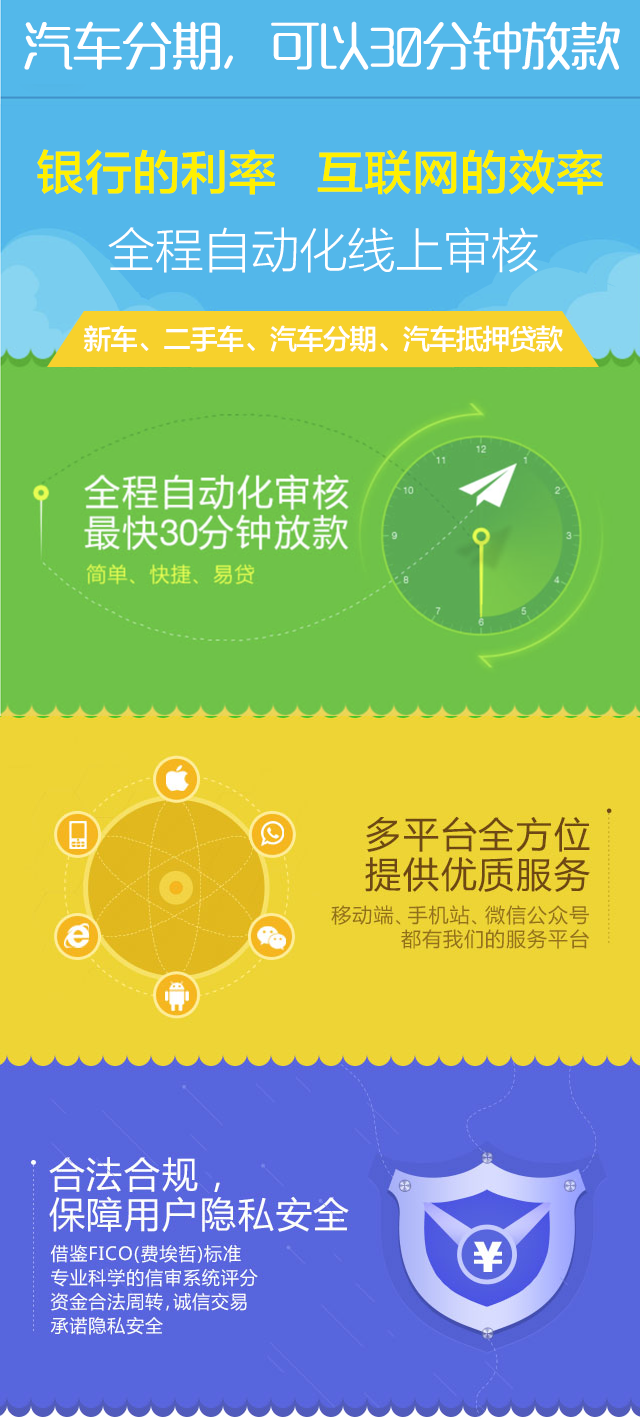 汽车分期，可以30分钟放款
银行的利率 互联网的效率
全程自动化线上审核
新车、二手车、汽车分期、汽车抵押贷款
全程自动化审核
最快30分钟放款
简单、快捷、易贷
12
11
1
10
2
9
3
8
4
7
5
6
多平台全方位
提供优质服务
移动端、手机站、微信公众号
都有我们的服务平台
合法合规，
保障用户隐私安全
借鉴FICO(费埃哲)标准
专业科学的信审系统评分
资金合法周转,诚信交易
承诺隐私安全
¥